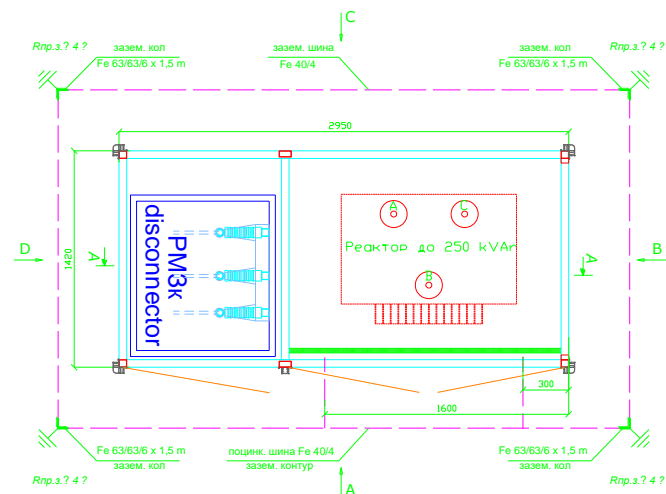 C
Rпр.з.? 4 ?
зазем. кол
Fe 63/63/6 x 1,5 m
зазем. шина
Fe 40/4
зазем. кол
Fe 63/63/6 x 1,5 m
Rпр.з.? 4 ?
2950
1420
D
A
PM3к
disconnector
A
C
Реактор до 250 kVAr
B
A
B
300
1600
Fe 63/63/6 x 1,5 m
зазем. кол
поцинк. шина Fe 40/4
зазем. контур
Fe 63/63/6 x 1,5 m
зазем. кол
Rпр.з.? 4 ?
Rпр.з.? 4 ?
A